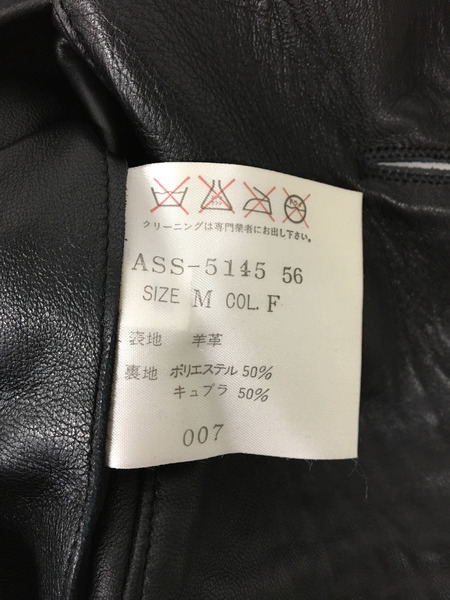 クリーニングは専門業者にお出し下さい。
ASS-5145 56
SIZE M COL. F
表地 羊革
裏地 ポリエステル 50%
キュプラ 50%
007